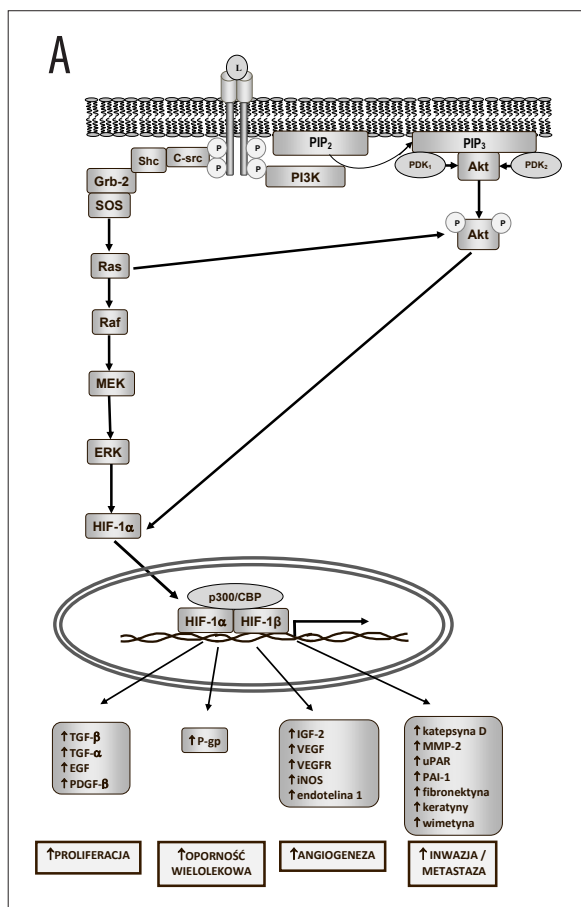 A
L
PIP₂
PIP₃
P
P
Shc
C-src
PDK₁
Akt
PDK₂
Grb-2
P
P
PI3K
SOS
P
Akt
P
Ras
Raf
MEK
ERK
HIF-1α
p300/CBP
HIF-1α
HIF-1β
↑TGF-β
↑TGF-α
↑EGF
↑PDGF-β
↑P-gp
↑IGF-2
↑VEGF
↑VEGFR
↑iNOS
↑endotelina 1
↑katepsyna D
↑MMP-2
↑uPAR
↑PAI-1
↑fibronektyna
↑keratyny
↑wimetyna
↑PROLIFERACJA
↑OPORNOŚĆ
WIELOLEKOWA
↑ANGIOGENEZA
↑INWAZJA /
METASTAZA